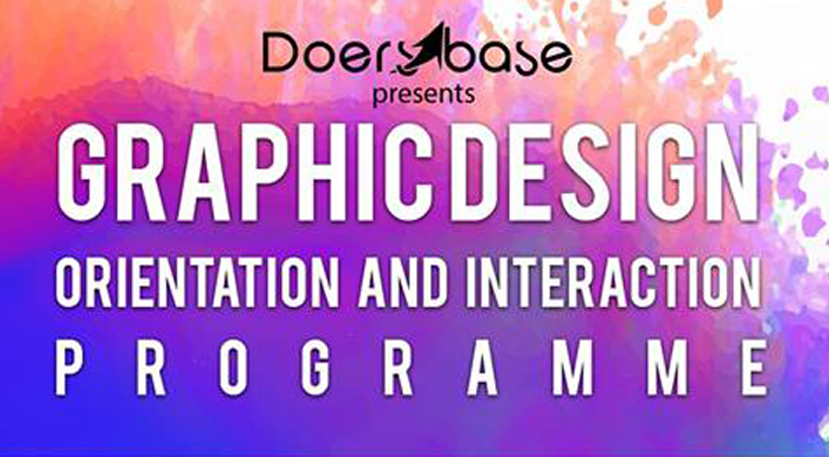 Doersbase
presents
GRAPHIC DESIGN
ORIENTATION AND INTERACTION
PROGRAMME